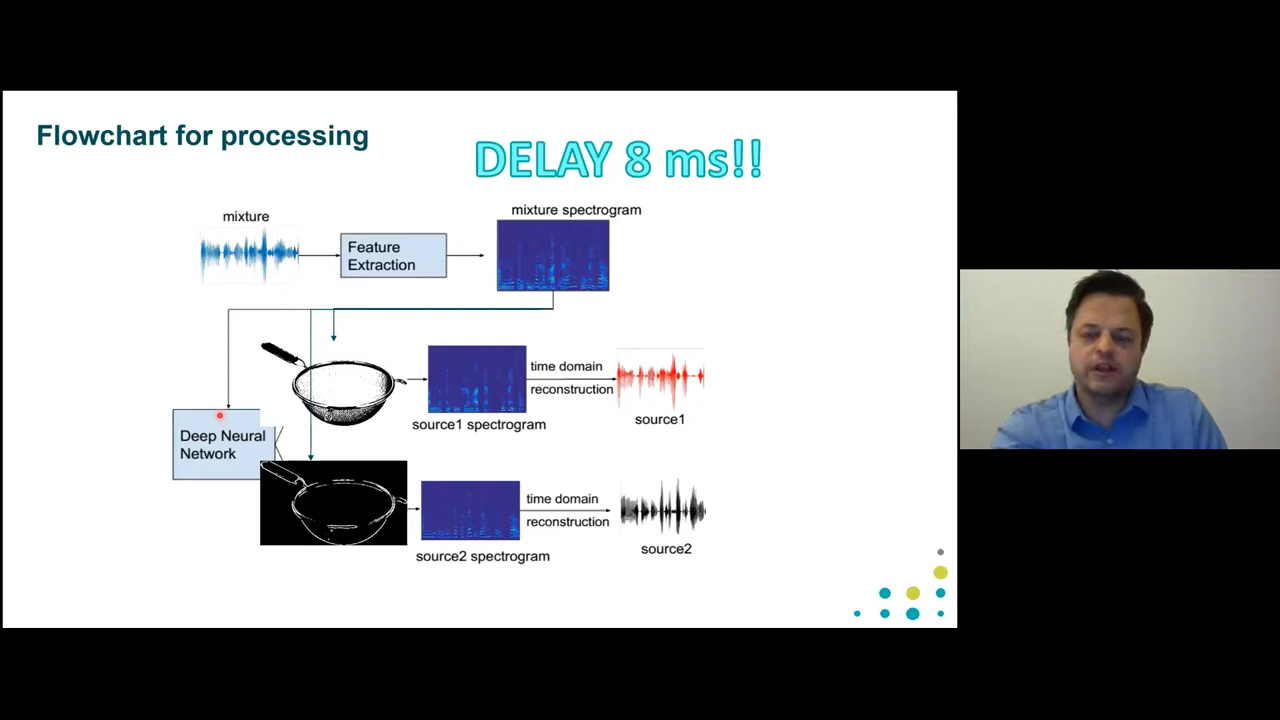 Flowchart for processing
DELAY 8 ms!!
mixture
mixture spectrogram
Feature
Extraction
time domain
reconstruction
source1 spectrogram
source1
Deep Neural
Network
time domain
reconstruction
source2 spectrogram
source2